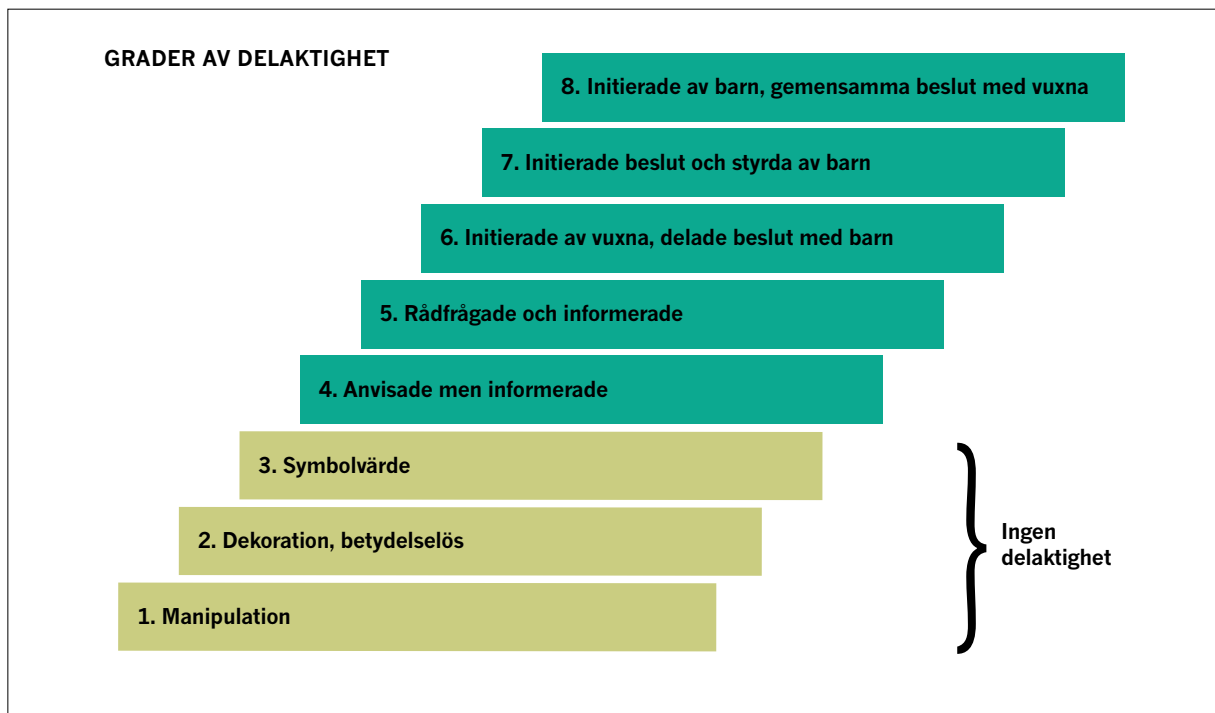 GRADER AV DELAKTIGHET
8. Initierade av barn, gemensamma beslut med vuxna
7. Initierade beslut och styrda av barn
6. Initierade av vuxna, delade beslut med barn
5. Rådfrågade och informerade
4. Anvisade men informerade
3. Symbolvärde
2. Dekoration, betydelselös
1. Manipulation
Ingen
delaktighet